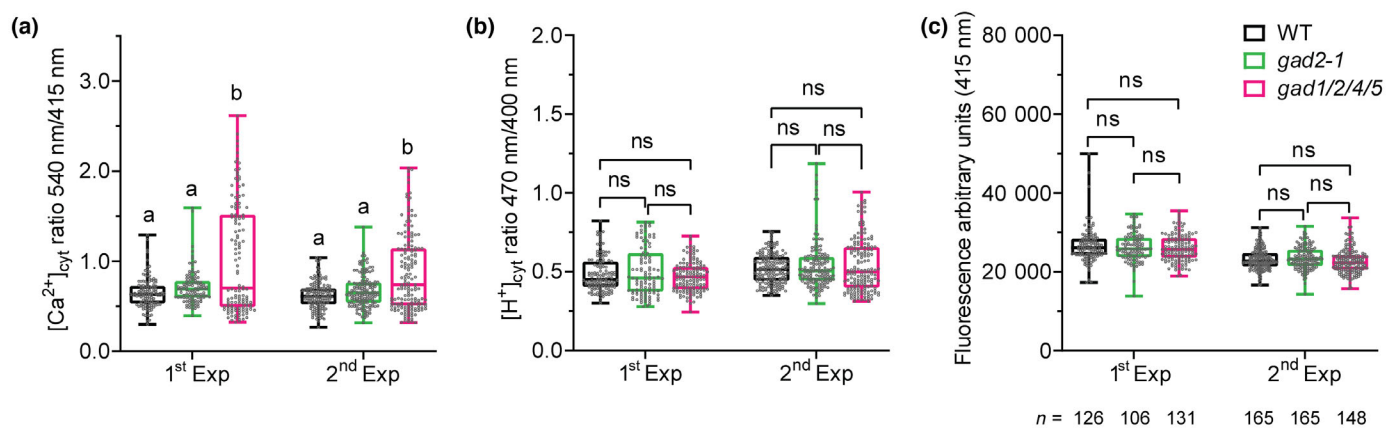 (a)
[Ca²⁺]cyt ratio 540 nm/415 nm
3.0
2.0
1.0
0.0
a
a
b
a
a
b
1st Exp
2nd Exp
(b)
[H⁺]cyt ratio 470 nm/400 nm
2.0
1.5
1.0
0.5
0.0
ns
ns
ns
ns
ns
ns
1st Exp
2nd Exp
(c)
Fluorescence arbitrary units (415 nm)
80 000
60 000
40 000
20 000
0
WT
gad2-1
gad1/2/4/5
ns
ns
ns
ns
ns
ns
1st Exp
2nd Exp
n = 126 106 131 165 165 148